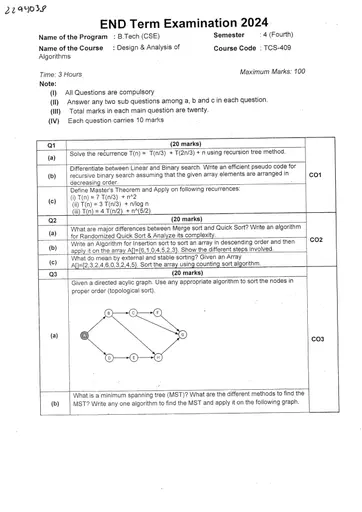 2294038
END Term Examination 2024
Name of the Program : B.Tech (CSE) Semester : 4 (Fourth)
Name of the Course : Design & Analysis of Algorithms Course Code : TCS-409
Time: 3 Hours Maximum Marks: 100
Note:
(I) All Questions are compulsory
(II) Answer any two sub questions among a, b and c in each question.
(III) Total marks in each main question are twenty.
(IV) Each question carries 10 marks
Q1 (20 marks)
(a) Solve the recurrence T(n) = T(n/3) + T(2n/3) + n using recursion tree method.
(b) Differentiate between Linear and Binary search. Write an efficient pseudo code for
recursive binary search assuming that the given array elements are arranged in
decreasing order.
CO1
(c) Define Master's Theorem and Apply on following recurrences:
(i) T(n) = 7 T(n/3) + n^2
(ii) T(n) = 3 T(n/3) + n/log n
(iii) T(n) = 4 T(n/2) + n^(5/2)
Q2 (20 marks)
(a) What are major differences between Merge sort and Quick Sort? Write an algorithm
for Randomized Quick Sort & Analyze its complexity.
CO2
(b) Write an Algorithm for Insertion sort to sort an array in descending order and then
apply it on the array A[]={6,1,0,4,5,2,3}. Show the different steps involved.
(c) What do mean by external and stable sorting? Given an Array
A[]={2,3,2,4,6,0,3,2,4,5}. Sort the array using counting sort algorithm.
Q3 (20 marks)
(a) Given a directed acylic graph. Use any appropriate algorithm to sort the nodes in
proper order (topological sort).
B C F
G
D E H
CO3
(b) What is a minimum spanning tree (MST)? What are the different methods to find the
MST? Write any one algorithm to find the MST and apply it on the following graph.